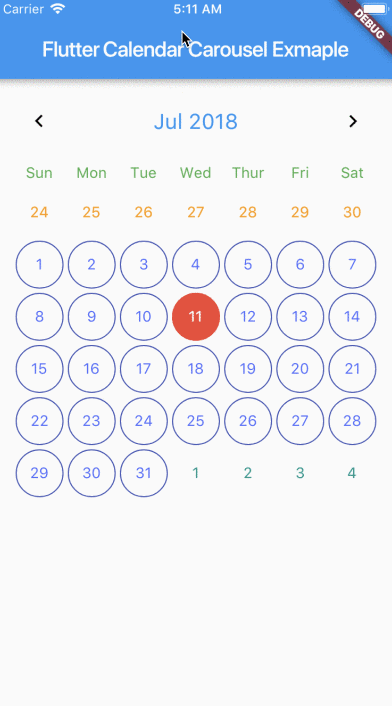 Carrier 5:11 AM
DEBUG
Flutter Calendar Carousel Exmaple
Jul 2018
Sun Mon Tue Wed Thur Fri Sat
24 25 26 27 28 29 30
1 2 3 4 5 6 7
8 9 10 11 12 13 14
15 16 17 18 19 20 21
22 23 24 25 26 27 28
29 30 31 1 2 3 4